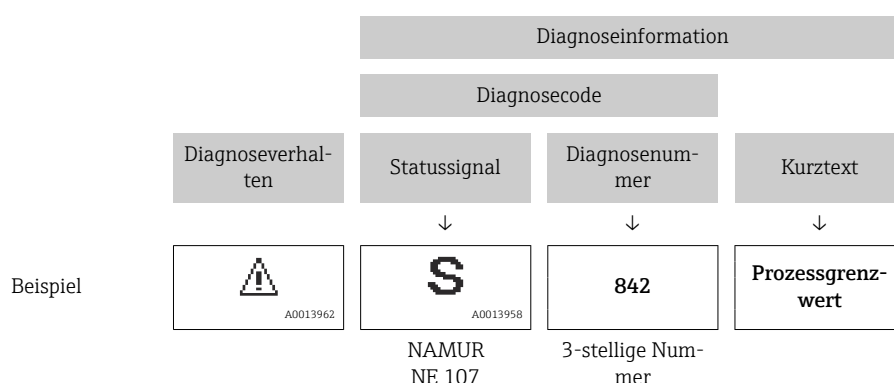 Diagnoseinformation
Diagnosecode
Diagnoseverhal-
ten
Statussignal
Diagnosenum-
mer
Kurztext
↓ ↓ ↓
Beispiel
A0013962
S
A0013958
842
Prozessgrenz-
wert
NAMUR
NE 107
3-stellige Num-
mer